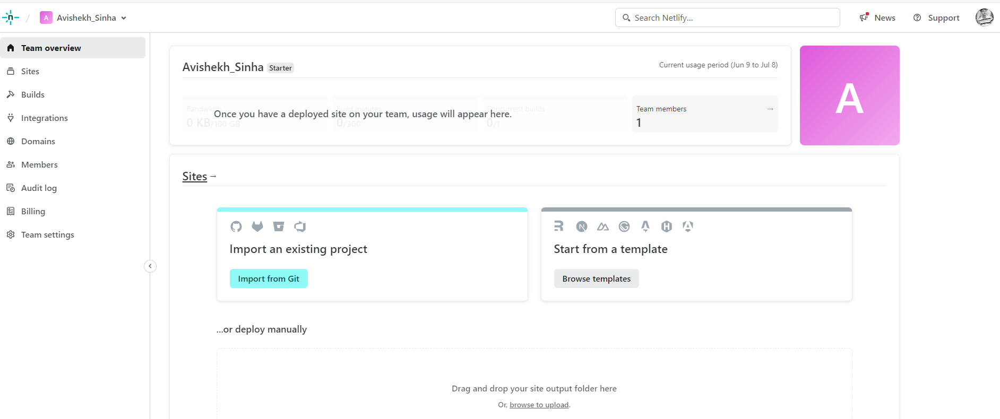 A Avishekh_Sinha
Search Netlify...
News
Support
Team overview
Sites
Builds
Integrations
Domains
Members
Audit log
Billing
Team settings
Avishekh_Sinha Starter
Current usage period (Jun 9 to Jul 8)
Bandwidth
0 KB/100 GB
Build minutes
0/300
Concurrent builds
0/1
Once you have a deployed site on your team, usage will appear here.
Team members →
1
A
Sites →
Import an existing project
Import from Git
Start from a template
Browse templates
...or deploy manually
Drag and drop your site output folder here
Or, browse to upload.